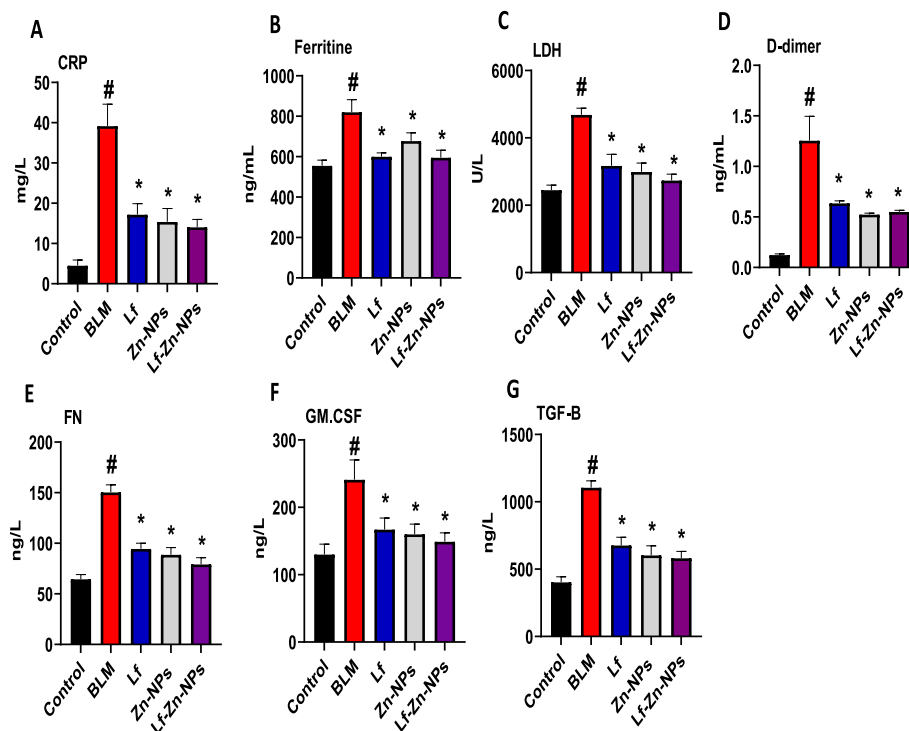 A
CRP
mg/L
50
40
30
20
10
0
#
*
*
*
Control
BLM
Lf
Zn-NPs
Lf-Zn-NPs
B
Ferritine
ng/mL
1000
800
600
400
200
0
#
*
*
*
Control
BLM
Lf
Zn-NPs
Lf-Zn-NPs
C
LDH
U/L
6000
4000
2000
0
#
*
*
*
Control
BLM
Lf
Zn-NPs
Lf-Zn-NPs
D
D-dimer
ng/mL
2.0
1.5
1.0
0.5
0.0
#
*
*
*
Control
BLM
Lf
Zn-NPs
Lf-Zn-NPs
E
FN
ng/L
200
150
100
50
0
#
*
*
*
Control
BLM
Lf
Zn-NPs
Lf-Zn-NPs
F
GM.CSF
ng/L
300
200
100
0
#
*
*
*
Control
BLM
Lf
Zn-NPs
Lf-Zn-NPs
G
TGF-B
ng/L
1500
1000
500
0
#
*
*
*
Control
BLM
Lf
Zn-NPs
Lf-Zn-NPs